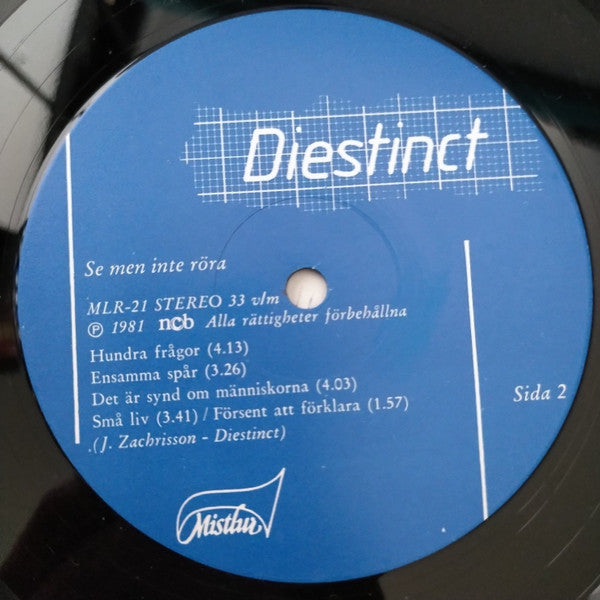 Diestinct
Se men inte röra
MLR-21 STEREO 33 v/m
Ⓟ 1981 ncb Alla rättigheter förbehållna
Hundra frågor (4.13)
Ensamma spår (3.26)
Det är synd om människorna (4.03)
Små liv (3.41) / Försent att förklara (1.57)
(J. Zachrisson - Diestinct)
Sida 2
Mistlur